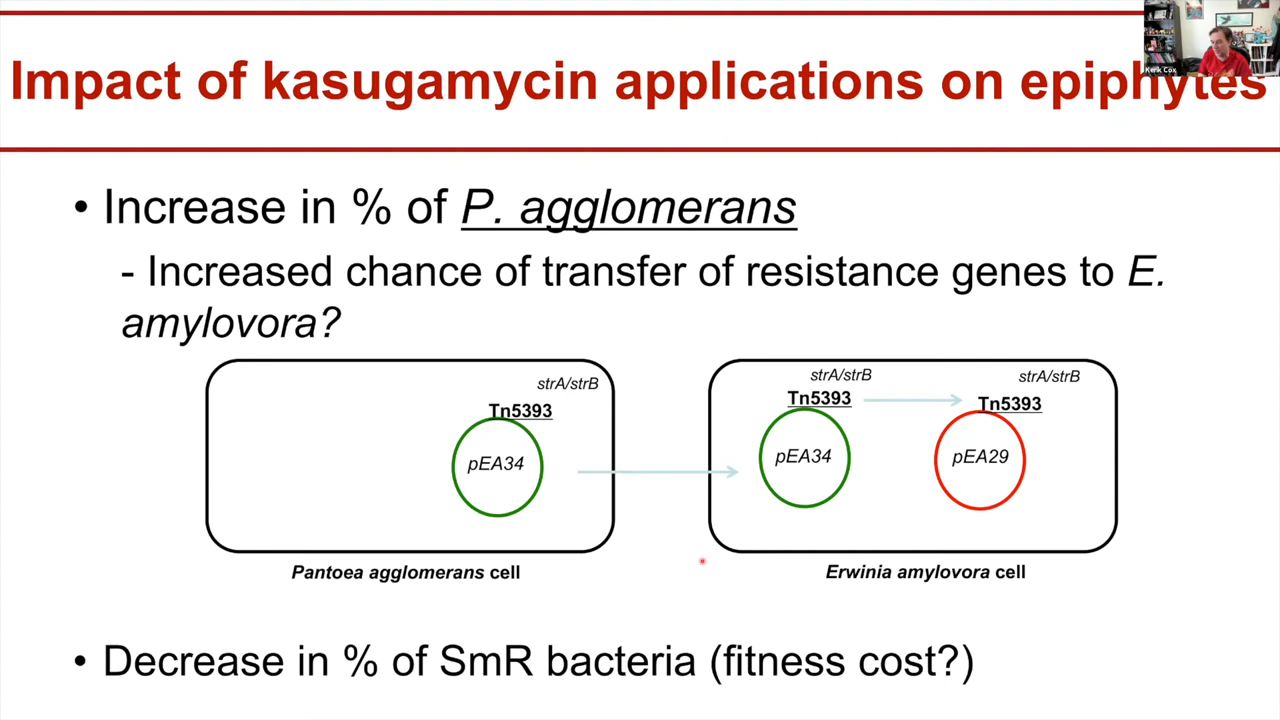 Impact of kasugamycin applications on epiphytes
Kerik Cox
• Increase in % of P. agglomerans
- Increased chance of transfer of resistance genes to E.
amylovora?
strA/strB
Tn5393
pEA34
strA/strB
Tn5393
pEA34
strA/strB
Tn5393
pEA29
Pantoea agglomerans cell
Erwinia amylovora cell
• Decrease in % of SmR bacteria (fitness cost?)